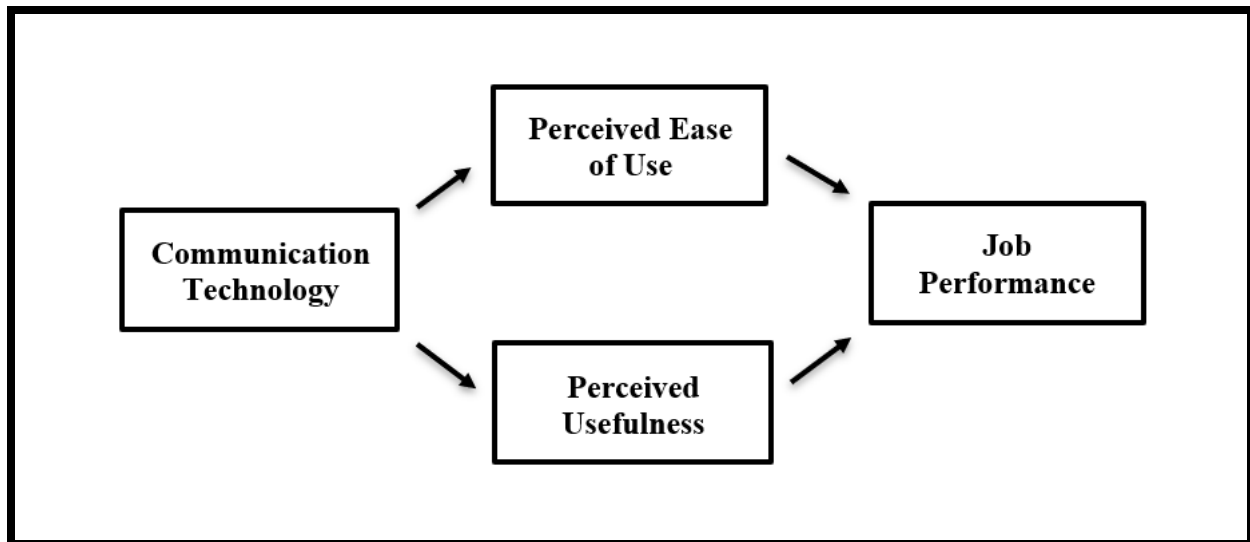 Perceived Ease
of Use
Communication
Technology
Job
Performance
Perceived
Usefulness